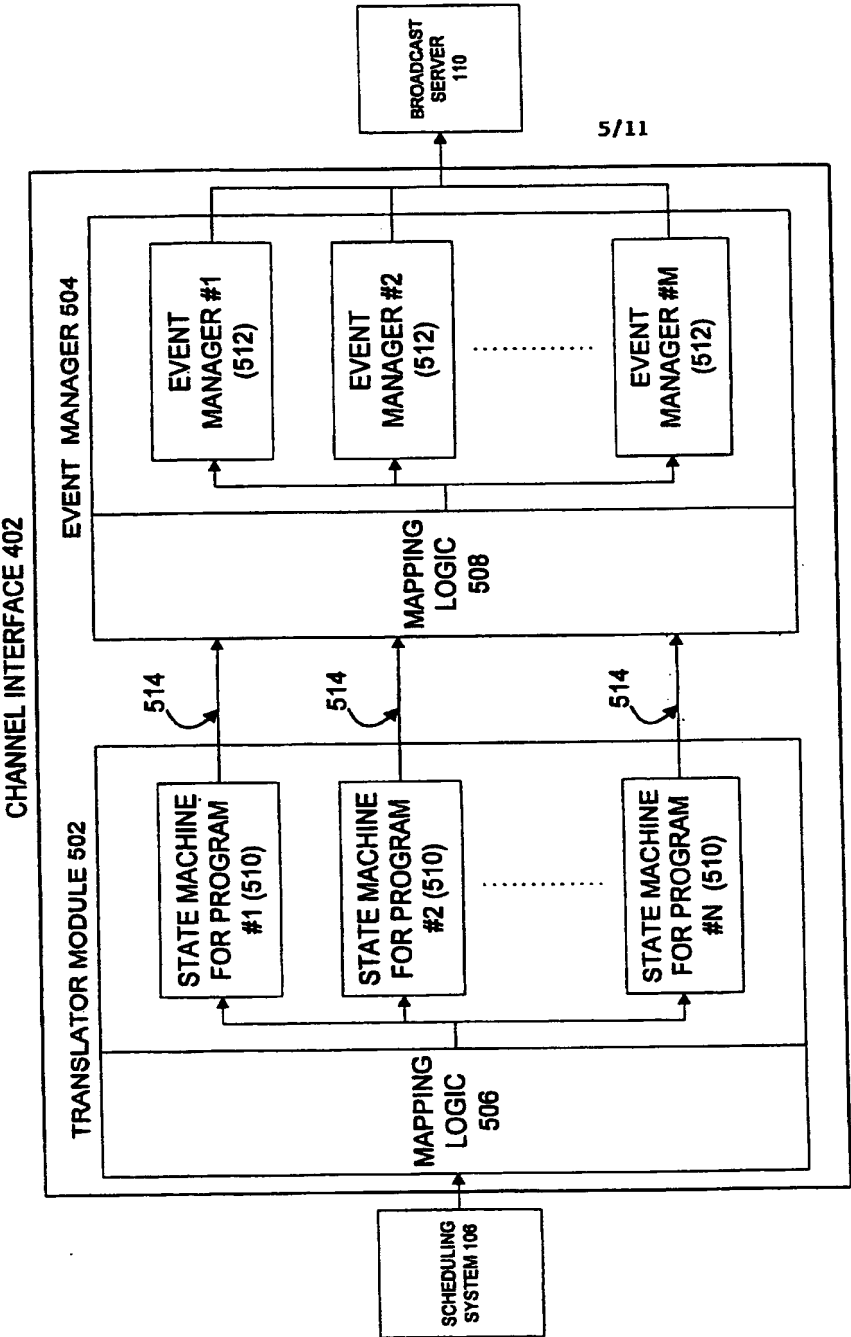 5/11
CHANNEL INTERFACE 402
TRANSLATOR MODULE 502
EVENT MANAGER 504
SCHEDULING
SYSTEM 106
MAPPING
LOGIC
506
STATE MACHINE
FOR PROGRAM
#1 (510)
STATE MACHINE
FOR PROGRAM
#2 (510)
..............
STATE MACHINE
FOR PROGRAM
#N (510)
514
514
514
MAPPING
LOGIC
508
EVENT
MANAGER #1
(512)
EVENT
MANAGER #2
(512)
..............
EVENT
MANAGER #M
(512)
BROADCAST
SERVER
110